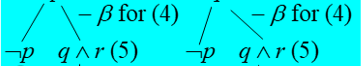 – β for (4) – β for (4)
¬p q ∧ r (5) ¬p q ∧ r (5)